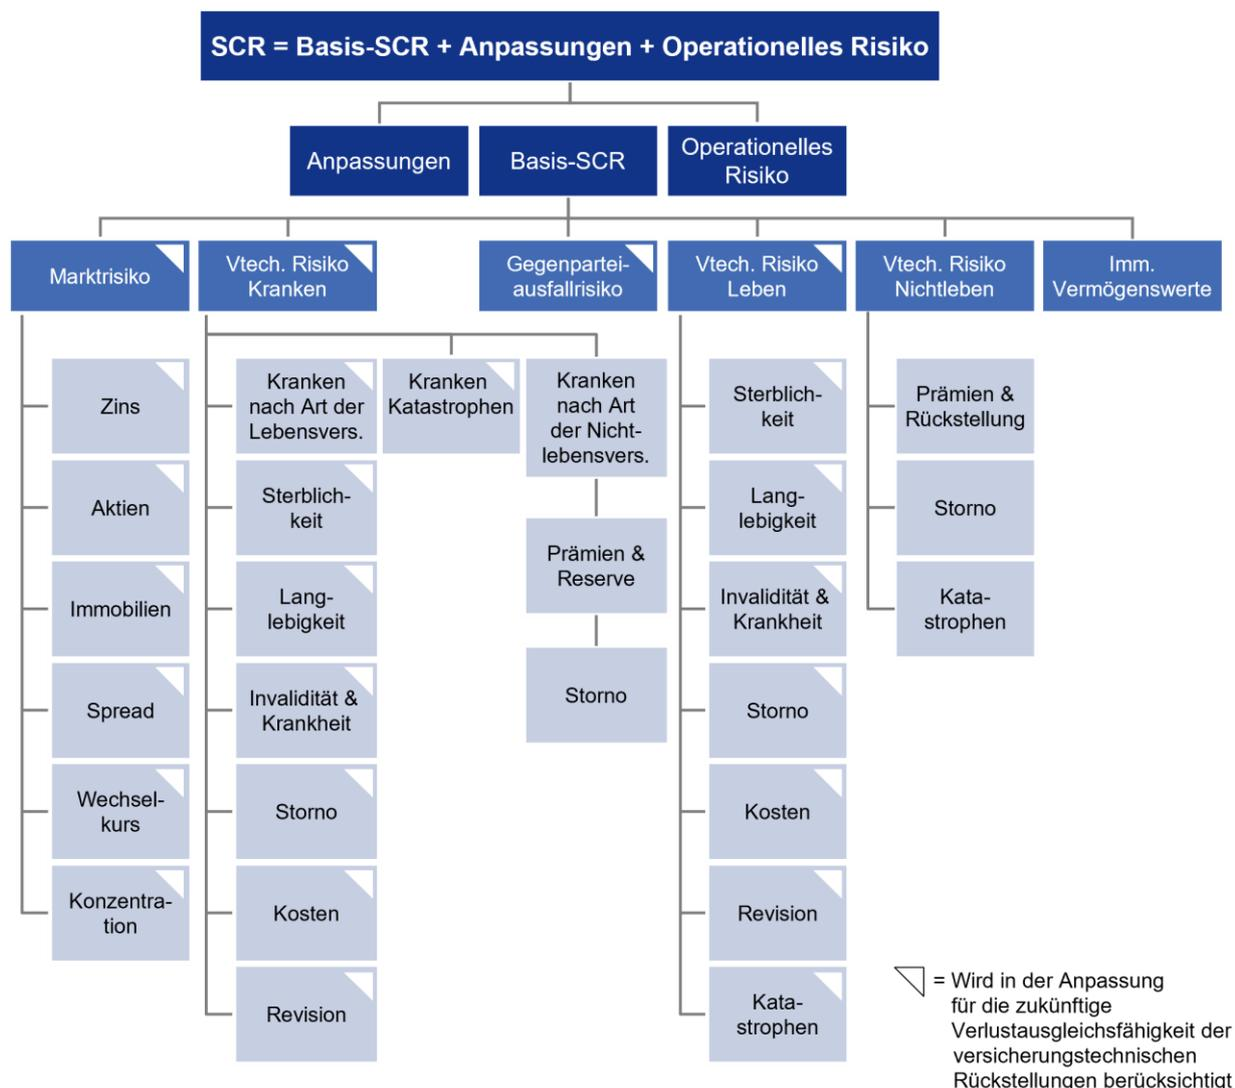 SCR = Basis-SCR + Anpassungen + Operationelles Risiko
Anpassungen
Basis-SCR
Operationelles
Risiko
Marktrisiko
Vtech. Risiko
Kranken
Gegenpartei-
ausfallrisiko
Vtech. Risiko
Leben
Vtech. Risiko
Nichtleben
Imm.
Vermögenswerte
Zins
Aktien
Immobilien
Spread
Wechsel-
kurs
Konzentra-
tion
Kranken
nach Art der
Lebensvers.
Sterblich-
keit
Lang-
lebigkeit
Invalidität &
Krankheit
Storno
Kosten
Revision
Kranken
Katastrophen
Kranken
nach Art
der Nicht-
lebensvers.
Prämien &
Reserve
Storno
Sterblich-
keit
Lang-
lebigkeit
Invalidität &
Krankheit
Storno
Kosten
Revision
Kata-
strophen
Prämien &
Rückstellung
Storno
Kata-
strophen
= Wird in der Anpassung
für die zukünftige
Verlustausgleichsfähigkeit der
versicherungstechnischen
Rückstellungen berücksichtigt